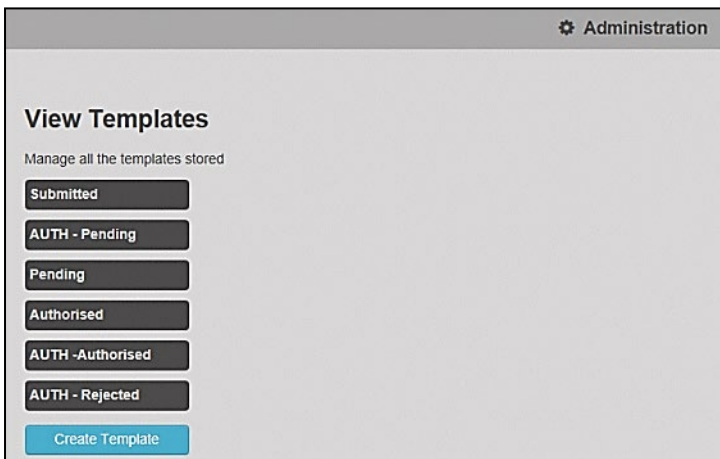 Administration
View Templates
Manage all the templates stored
Submitted
AUTH - Pending
Pending
Authorised
AUTH -Authorised
AUTH - Rejected
Create Template